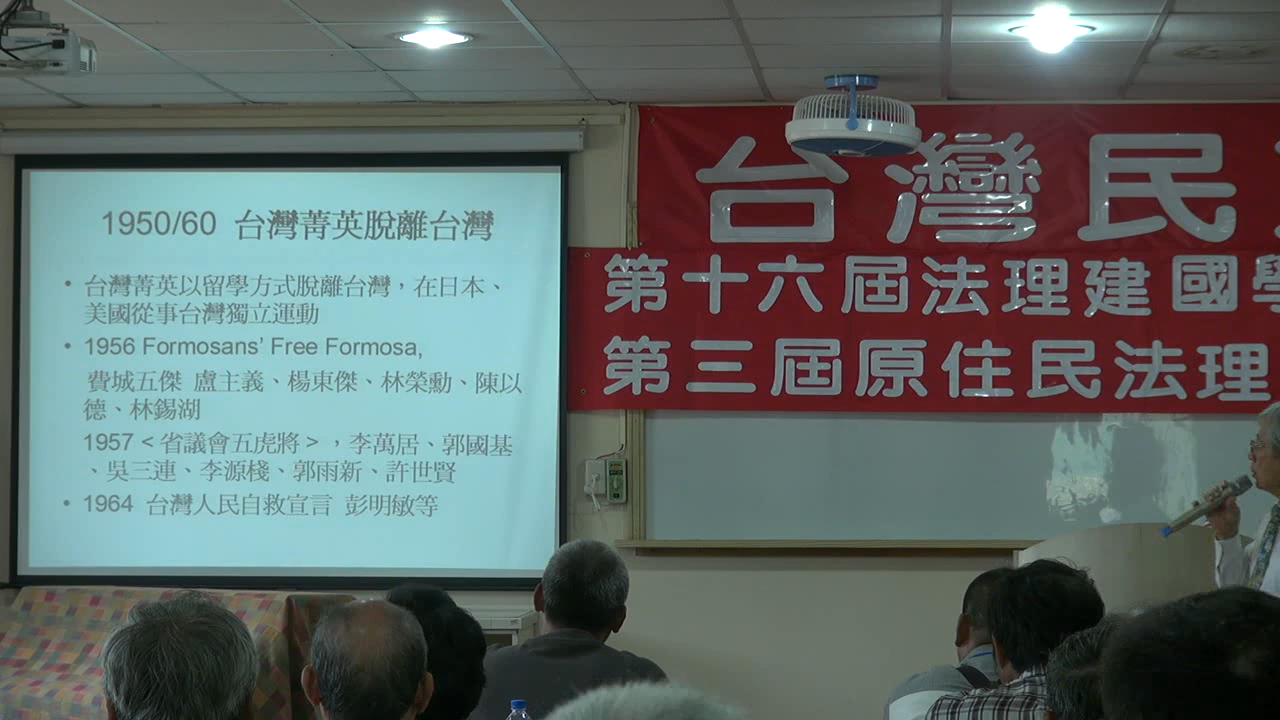 1950/60 台灣菁英脫離台灣
• 台灣菁英以留學方式脫離台灣，在日本、
美國從事台灣獨立運動
• 1956 Formosans’ Free Formosa,
費城五傑 盧主義、楊東傑、林榮勳、陳以
德、林錫湖
1957 < 省議會五虎將 > ，李萬居、郭國基
、吳三連、李源棧、郭雨新、許世賢
• 1964 台灣人民自救宣言 彭明敏等
台灣民
第十六屆法理建國學
第三屆原住民法理